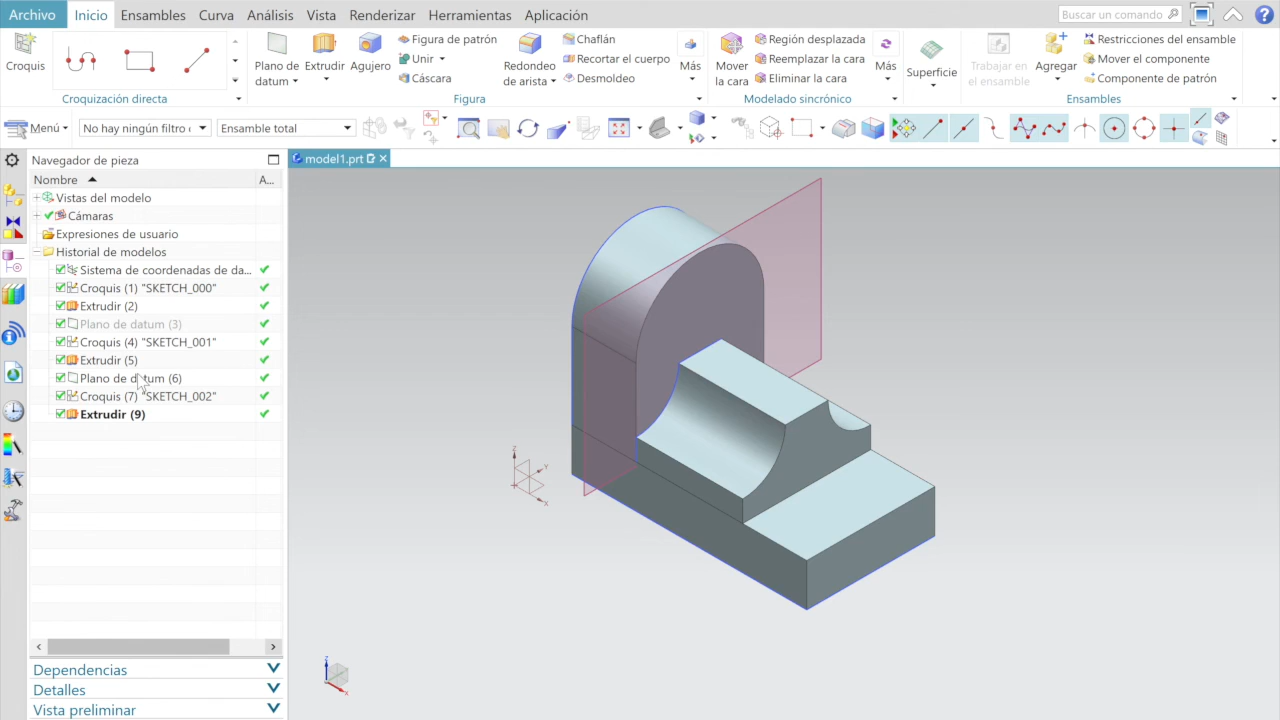 Archivo Inicio Ensambles Curva Análisis Vista Renderizar Herramientas Aplicación Buscar un comando
Croquis
Croquización directa
Plano de datum
Extrudir
Agujero
Figura de patrón
Unir
Cáscara
Redondeo de arista
Chaflán
Recortar el cuerpo
Desmoldeo
Más
Figura
Mover la cara
Región desplazada
Reemplazar la cara
Eliminar la cara
Más
Modelado sincrónico
Superficie
Trabajar en el ensamble
Agregar
Restricciones del ensamble
Mover el componente
Componente de patrón
Ensambles
Menú No hay ningún filtro Ensamble total
Navegador de pieza model1.prt
Nombre A...
Vistas del modelo
Cámaras
Expresiones de usuario
Historial de modelos
Sistema de coordenadas de da...
Croquis (1) "SKETCH_000"
Extrudir (2)
Plano de datum (3)
Croquis (4) "SKETCH_001"
Extrudir (5)
Plano de datum (6)
Croquis (7) "SKETCH_002"
Extrudir (9)
Z
Y
X
Z
X
Dependencias
Detalles
Vista preliminar